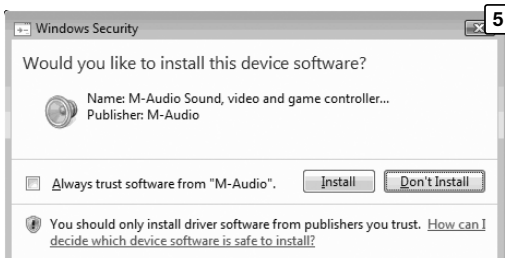 5
Windows Security
Would you like to install this device software?
Name: M-Audio Sound, video and game controller...
Publisher: M-Audio
Always trust software from "M-Audio".
Install
Don't Install
You should only install driver software from publishers you trust. How can I
decide which device software is safe to install?